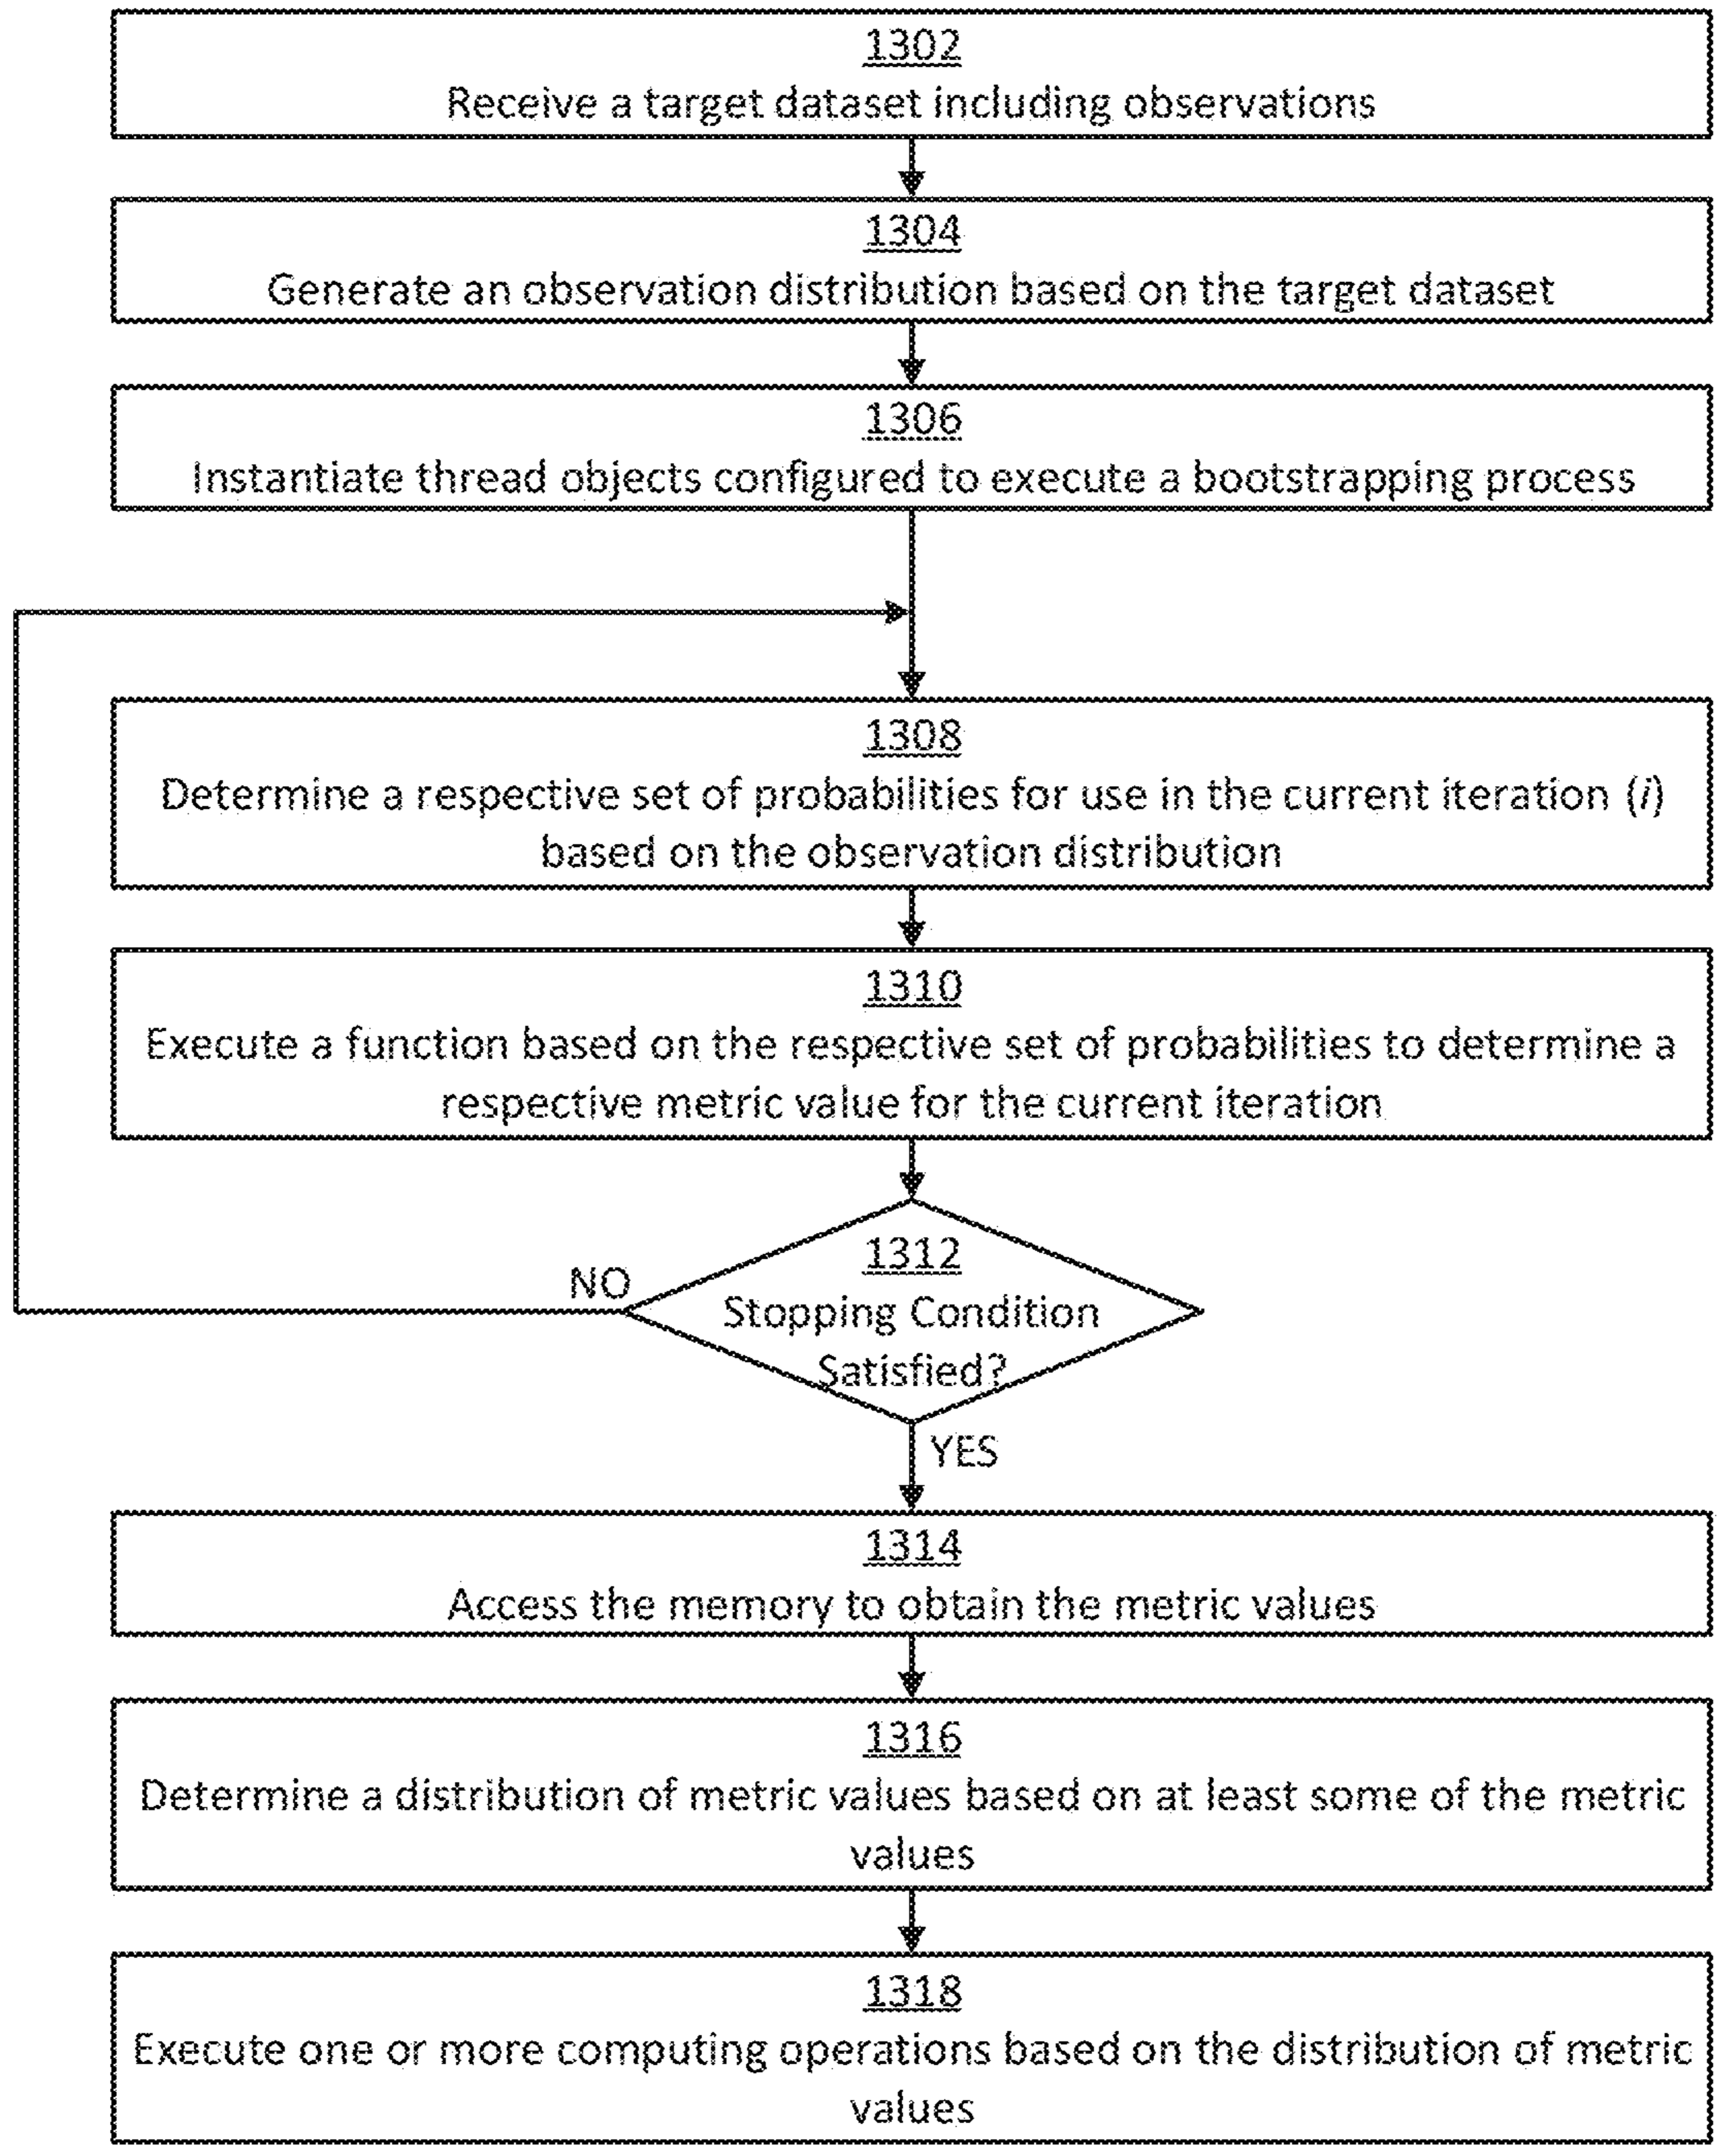 1302
Receive a target dataset including observations
1304
Generate an observation distribution based on the target dataset
1306
Instantiate thread objects configured to execute a bootstrapping process
1308
Determine a respective set of probabilities for use in the current iteration (i)
based on the observation distribution
1310
Execute a function based on the respective set of probabilities to determine a
respective metric value for the current iteration
1312
NO
Stopping Condition
Satisfied?
YES
1314
Access the memory to obtain the metric values
1316
Determine a distribution of metric values based on at least some of the metric
values
1318
Execute one or more computing operations based on the distribution of metric
values